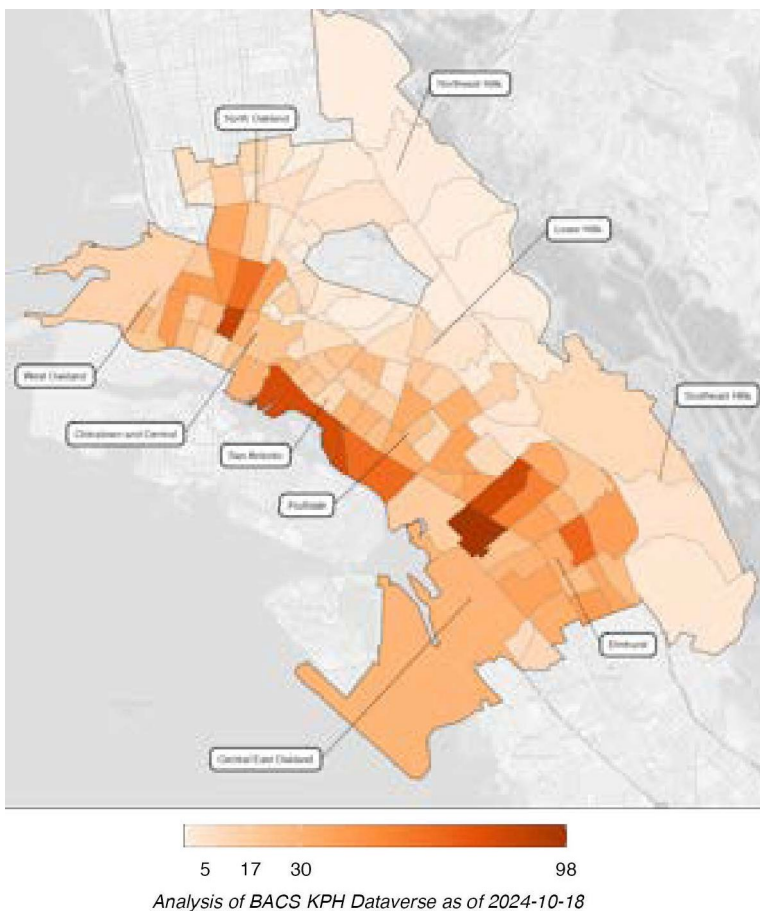 Northeast Hills
North Oakland
Lower Hills
West Oakland
Southeast Hills
Chinatown and Central
San Antonio
Fruitvale
Elmhurst
Central East Oakland
5 17 30 98
Analysis of BACS KPH Dataverse as of 2024-10-18